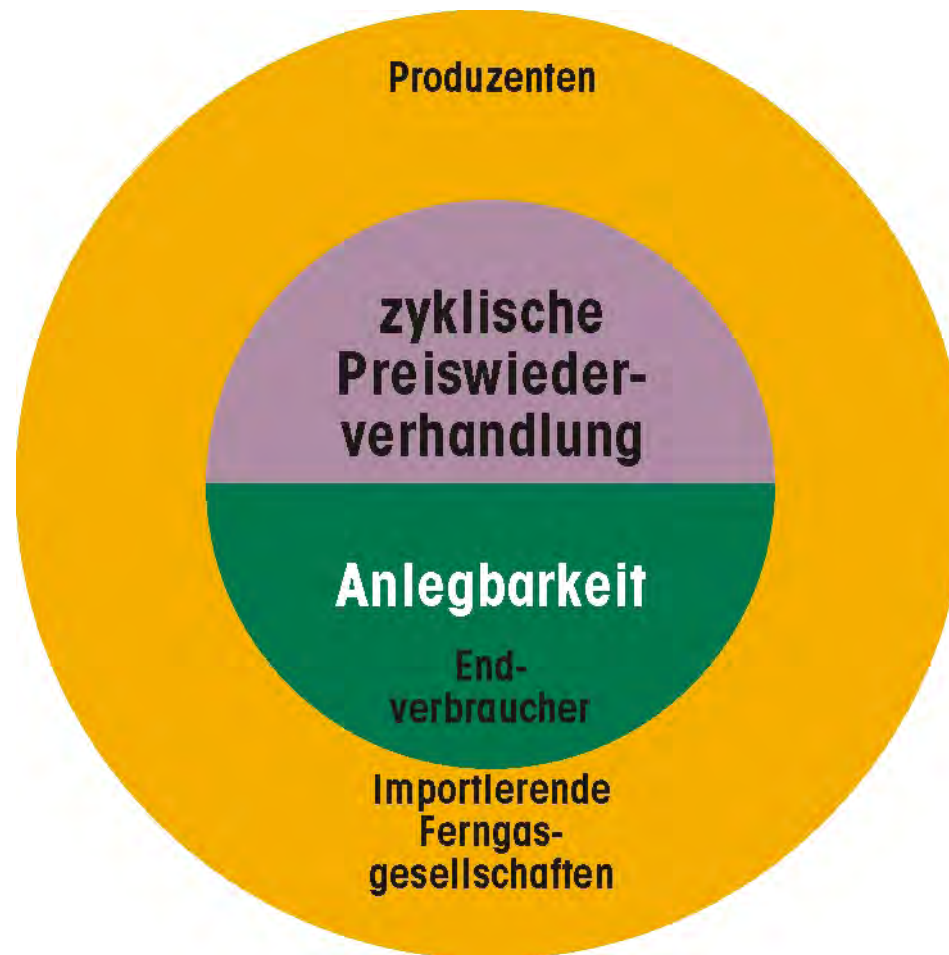 Produzenten
zyklische
Preiswieder-
verhandlung
Anlegbarkeit
End-
verbraucher
Importierende
Ferngas-
gesellschaften